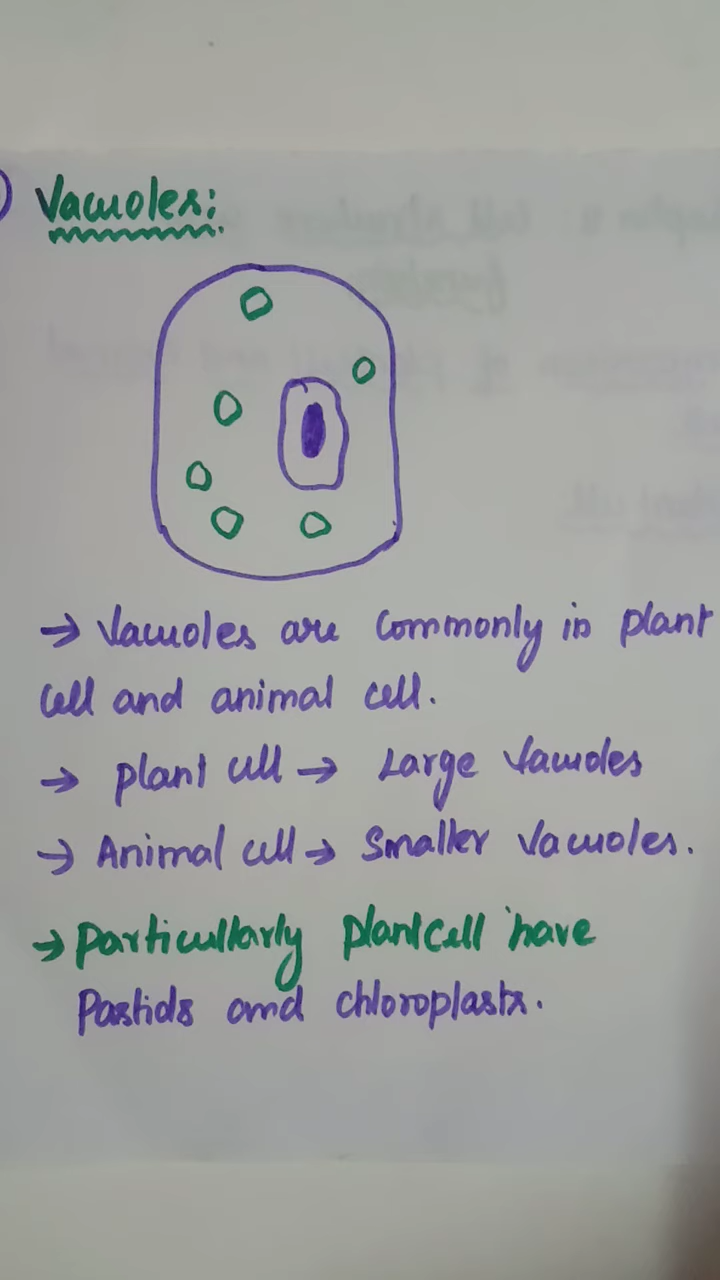 Vacuoles:
→ Vacuoles are commonly in plant
cell and animal cell.
→ plant cell → Large Vacuoles
→ Animal cell → Smaller Vacuoles.
→ Particullarly plantcell have
Pastids and chloroplasts.